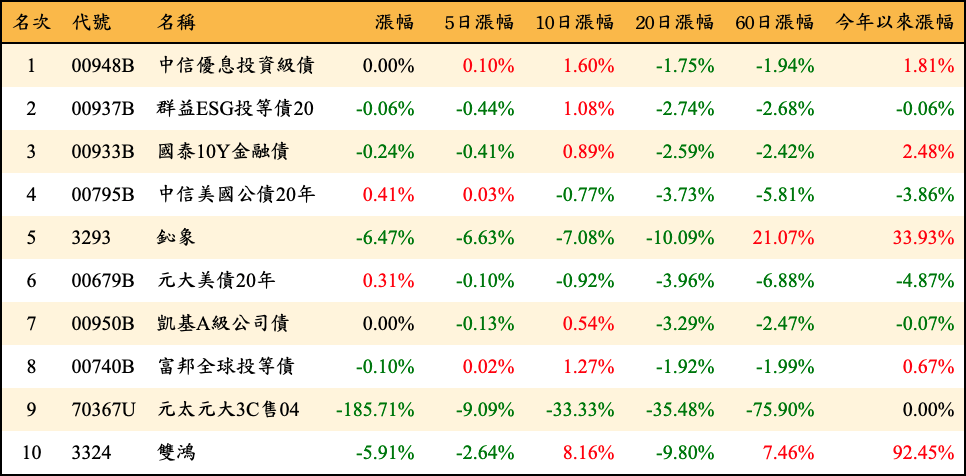 名次 代號 名稱 漲幅 5日漲幅 10日漲幅 20日漲幅 60日漲幅 今年以來漲幅
1 00948B 中信優息投資級債 0.00% 0.10% 1.60% -1.75% -1.94% 1.81%
2 00937B 群益ESG投等債20 -0.06% -0.44% 1.08% -2.74% -2.68% -0.06%
3 00933B 國泰10Y金融債 -0.24% -0.41% 0.89% -2.59% -2.42% 2.48%
4 00795B 中信美國公債20年 0.41% 0.03% -0.77% -3.73% -5.81% -3.86%
5 3293 鈊象 -6.47% -6.63% -7.08% -10.09% 21.07% 33.93%
6 00679B 元大美債20年 0.31% -0.10% -0.92% -3.96% -6.88% -4.87%
7 00950B 凱基A級公司債 0.00% -0.13% 0.54% -3.29% -2.47% -0.07%
8 00740B 富邦全球投等債 -0.10% 0.02% 1.27% -1.92% -1.99% 0.67%
9 70367U 元太元大3C售04 -185.71% -9.09% -33.33% -35.48% -75.90% 0.00%
10 3324 雙鴻 -5.91% -2.64% 8.16% -9.80% 7.46% 92.45%